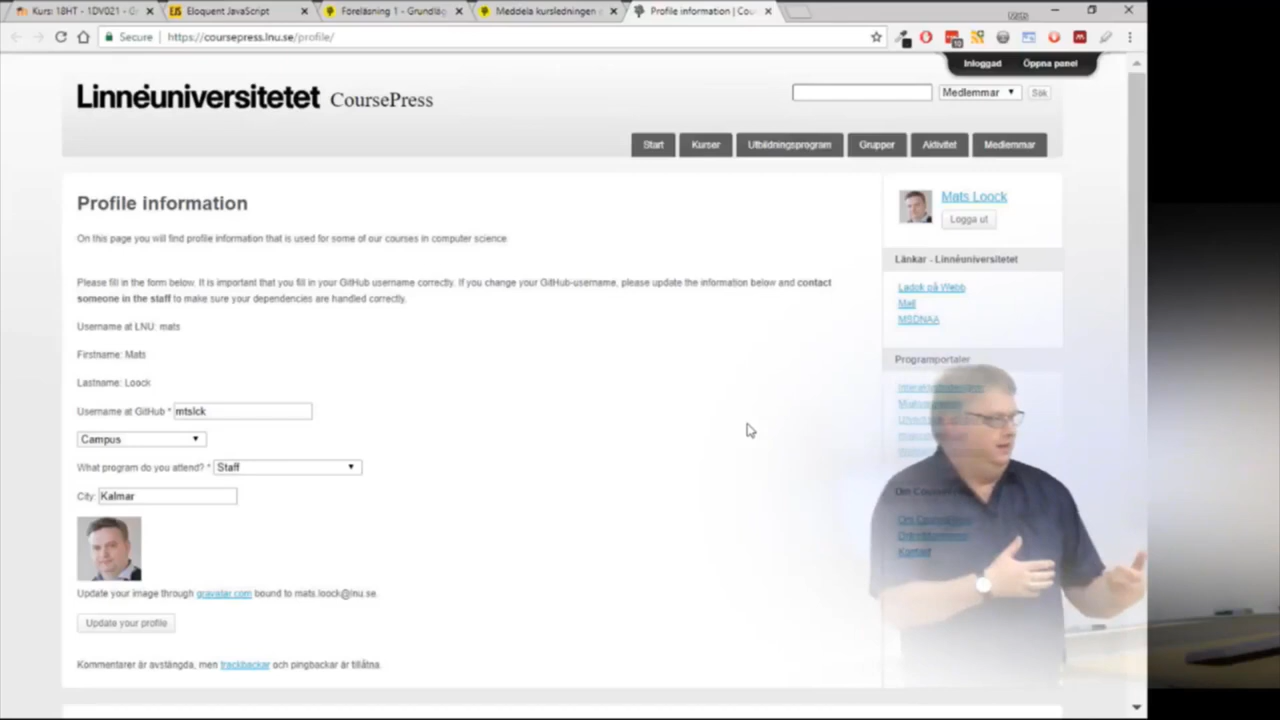 Kurs: 18HT - 1DV021 - G
Eloquent JavaScript
Föreläsning 1 - Grundläg
Meddela kursledningen
Profile information | Cou
Secure
https://coursepress.lnu.se/profile/
10
Inloggad
Öppna panel
Linnéuniversitetet CoursePress
Medlemmar
Sök
Start
Kurser
Utbildningsprogram
Grupper
Aktivitet
Medlemmar
Profile information
On this page you will find profile information that is used for some of our courses in computer science
Please fill in the form below. It is important that you fill in your GitHub username correctly. If you change your GitHub-username, please update the information below and contact
someone in the staff to make sure your dependencies are handled correctly.
Username at LNU: mats
Firstname: Mats
Lastname: Loock
Username at GitHub * mtslck
Campus
What program do you attend? * Staff
City: Kalmar
Update your image through gravatar.com bound to mats.loock@lnu.se.
Update your profile
Kommentarer är avstängda, men trackbackar och pingbackar är tillåtna.
Mats Loock
Logga ut
Länkar - Linnéuniversitetet
Ladok på Webb
Mail
MSDNAA
Programportaler
Om
Kontakt